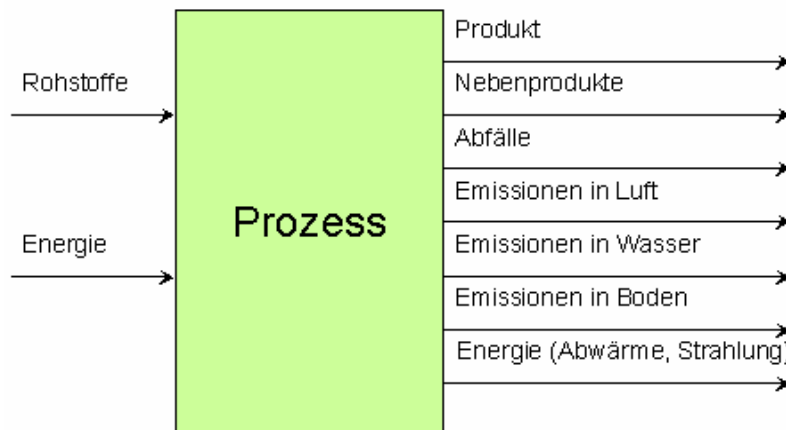 Produkt
Rohstoffe
Nebenprodukte
Abfälle
Emissionen in Luft
Prozess
Energie
Emissionen in Wasser
Emissionen in Boden
Energie (Abwärme, Strahlung)